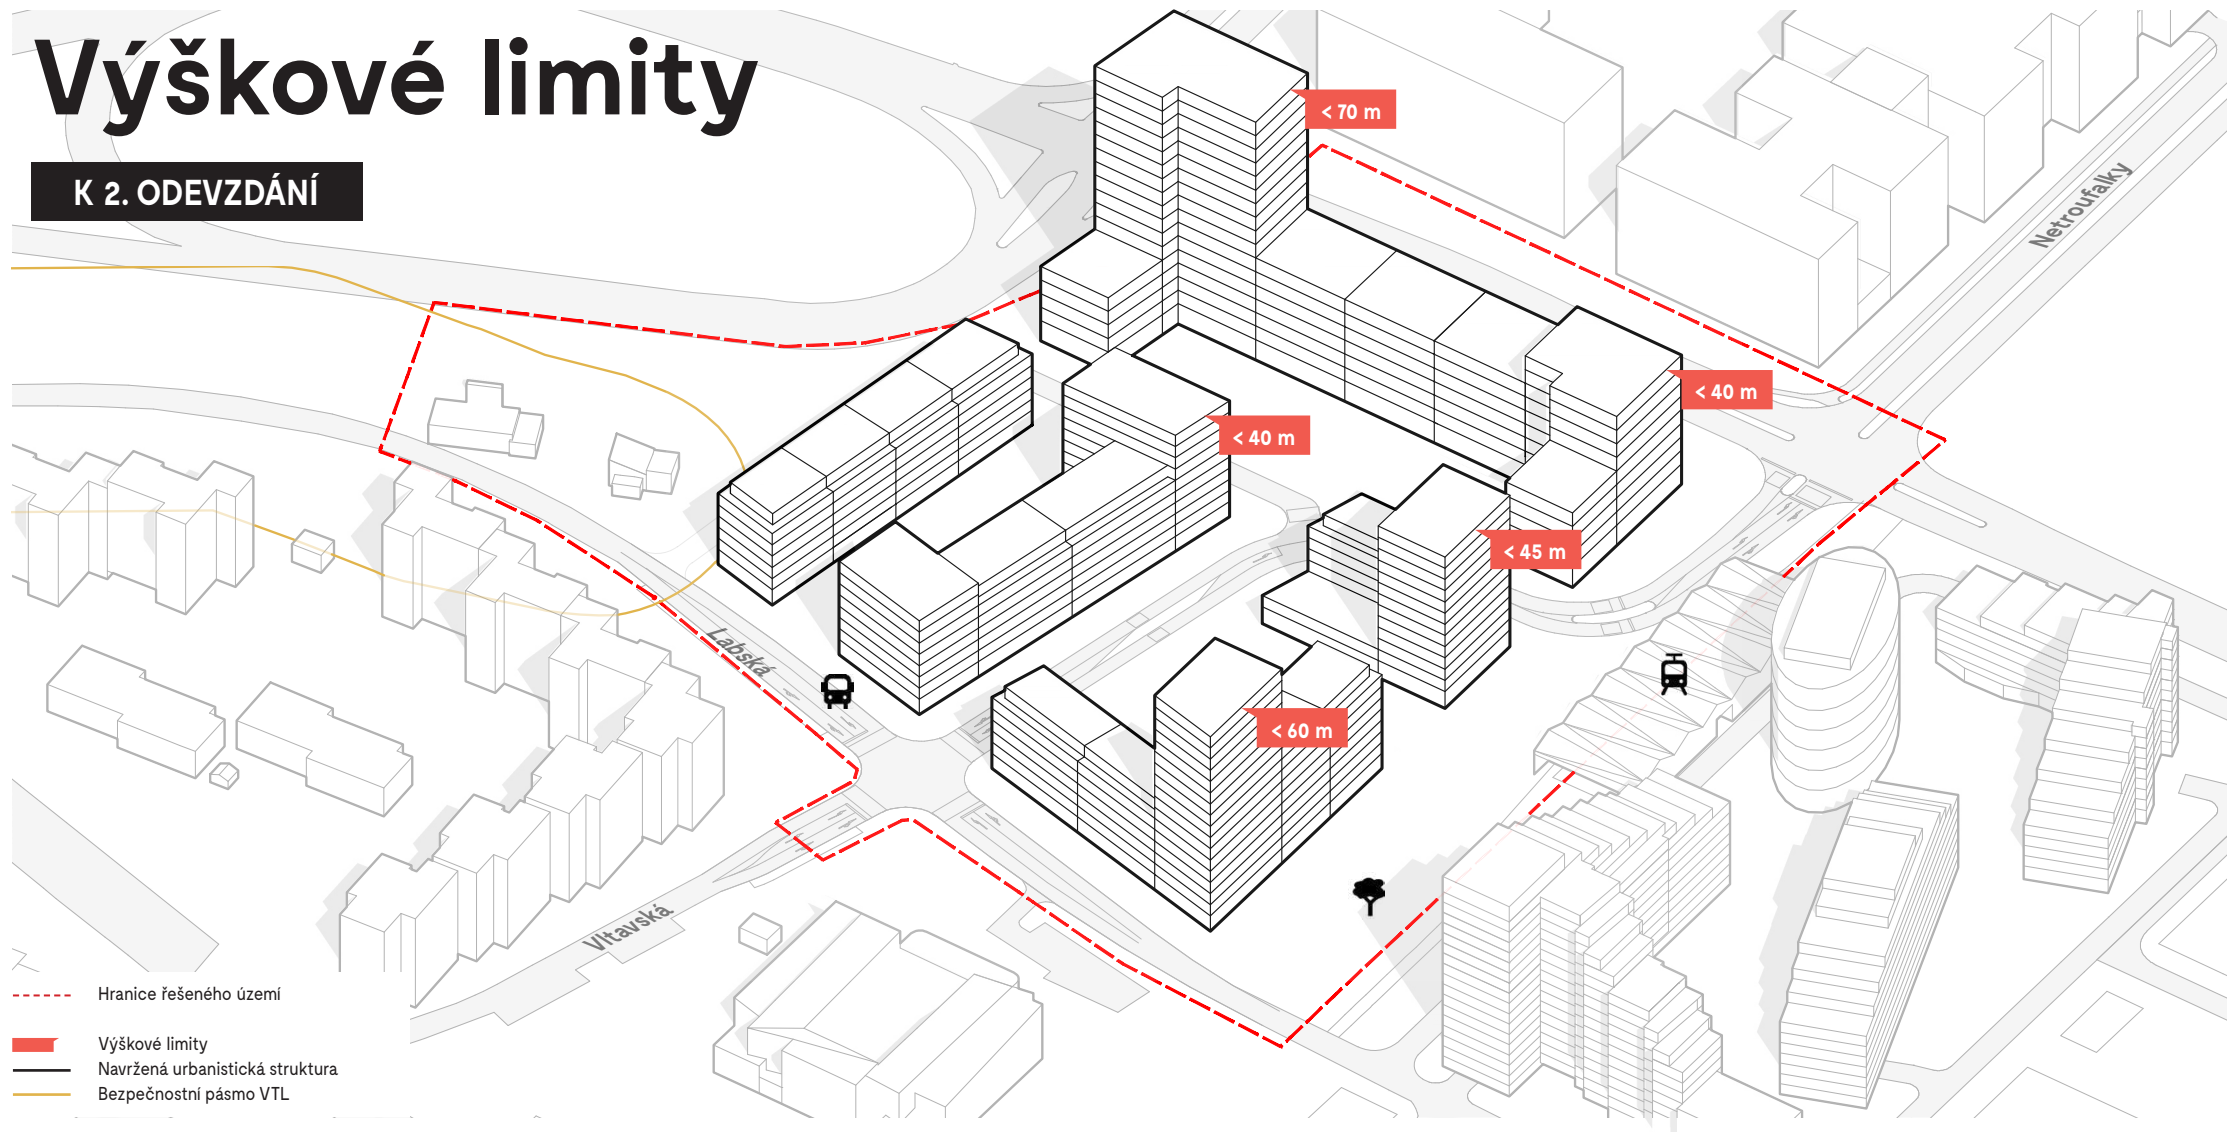 Výškové limity
K 2. ODEVZDÁNÍ
< 70 m
Netroufalky
< 40 m
< 40 m
< 45 m
Labská
< 60 m
Vltavská
Hranice řešeného území
Výškové limity
Navržená urbanistická struktura
Bezpečnostní pásmo VTL